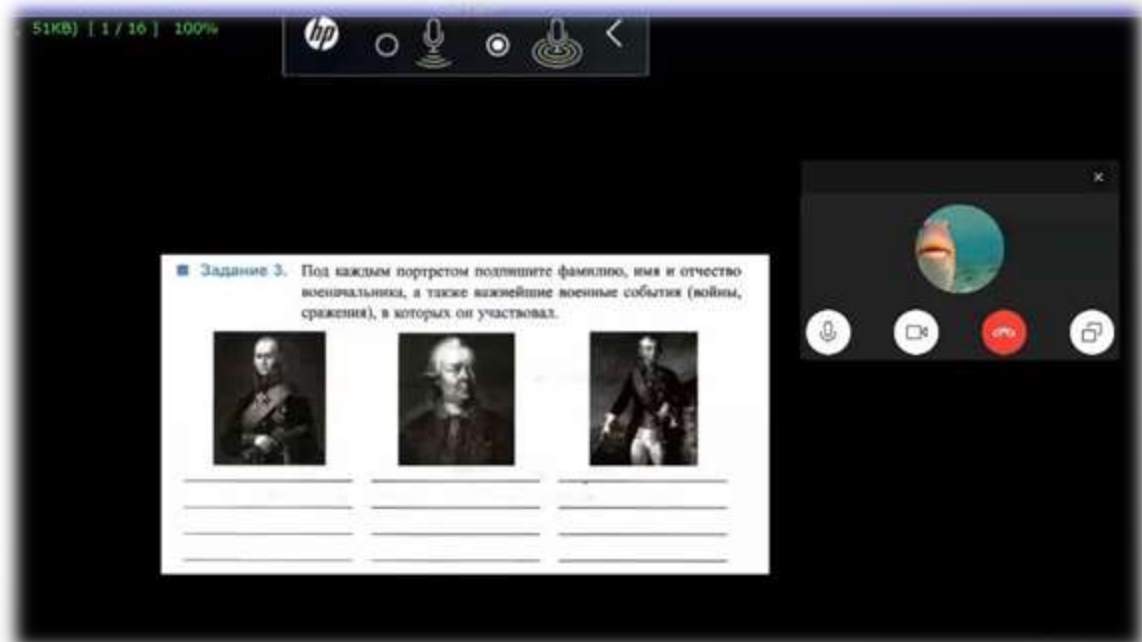 51KB) [ 1 / 16 ] 100%
hp
Задание 3. Под каждым портретом подпишите фамилию, имя и отчество
военачальника, а также важнейшие военные события (войны,
сражения), в которых он участвовал.